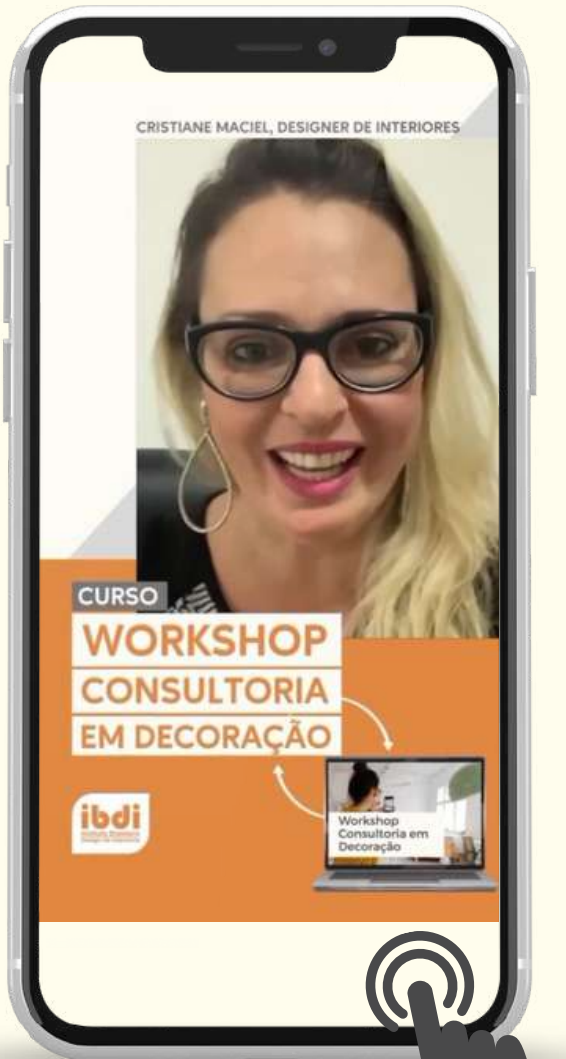 CRISTIANE MACIEL, DESIGNER DE INTERIORES
CURSO
WORKSHOP
CONSULTORIA
EM DECORAÇÃO
ibdi
Workshop
Consultoria em
Decoração